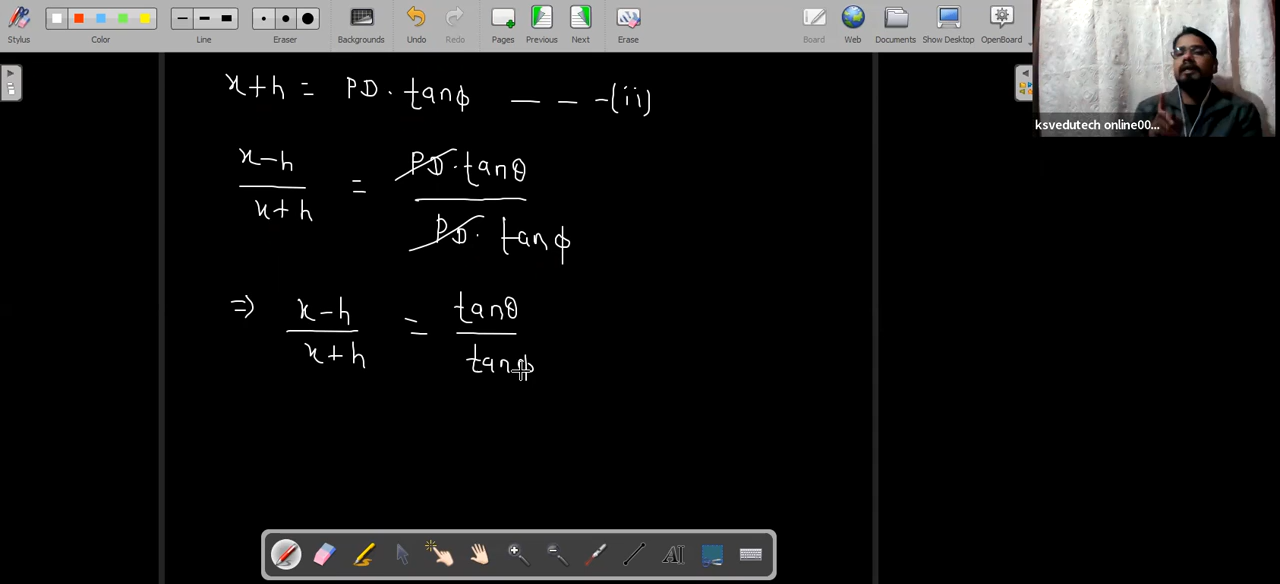 Stylus Color Line Eraser Backgrounds Undo Redo Pages Previous Next Erase Board Web Documents Show Desktop OpenBoard
ksvedutech online00...
x+h = PD · tanφ — — -(ii)
x-h / x+h = PD · tanθ / PD · tanφ
=> x-h / x+h = tanθ / tanφ
AI